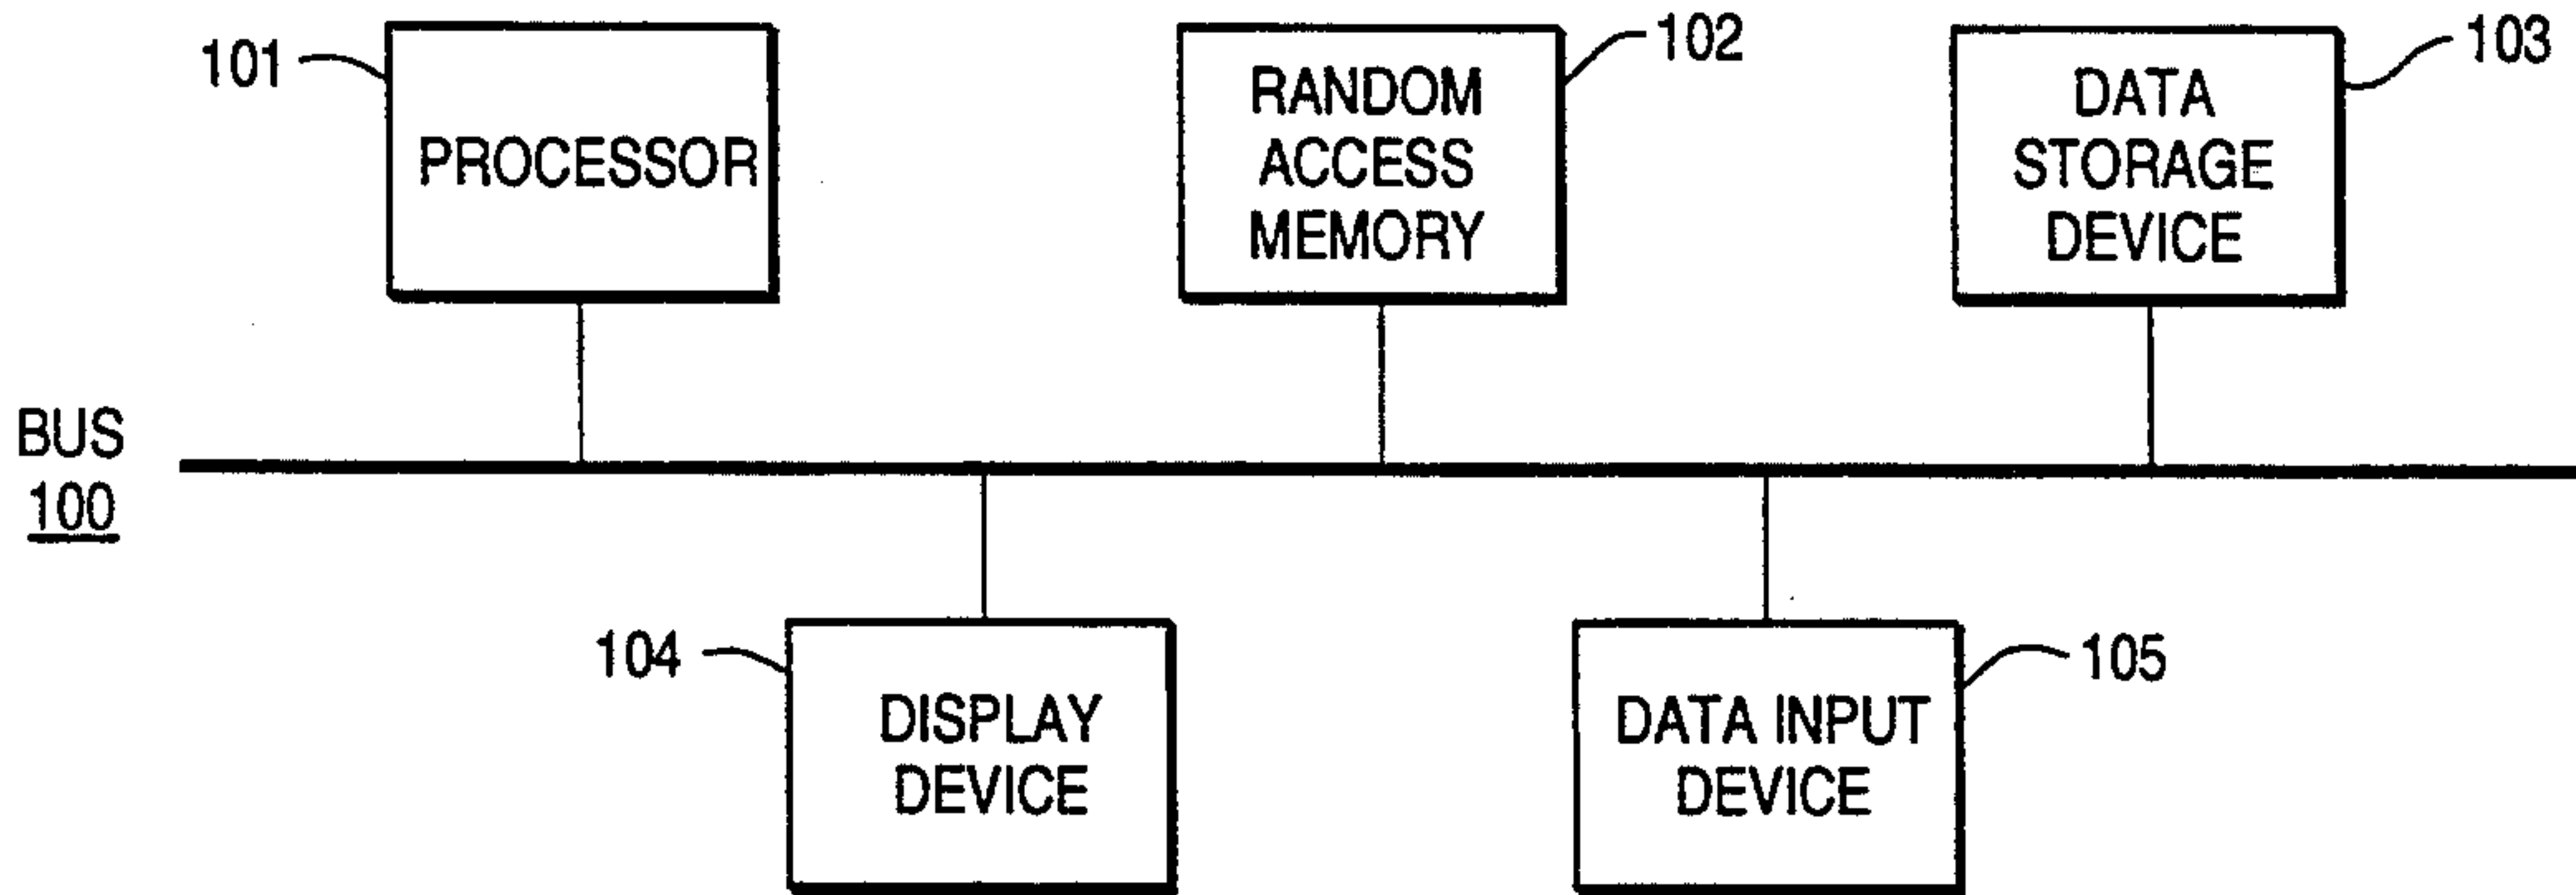 101
PROCESSOR
RANDOM
ACCESS
MEMORY
102
DATA
STORAGE
DEVICE
103
BUS
100
104
DISPLAY
DEVICE
DATA INPUT
DEVICE
105